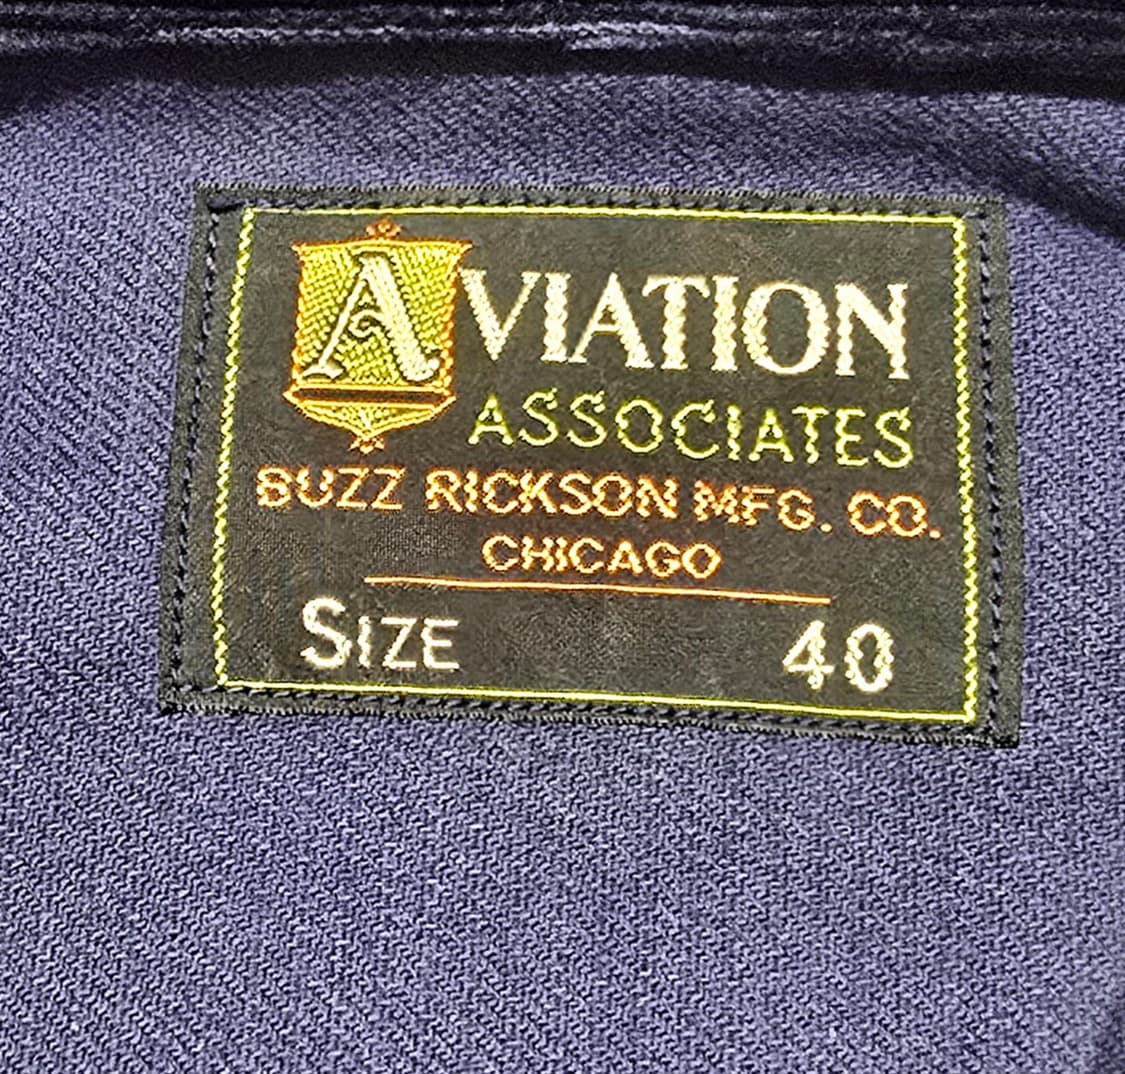 AVIATION
ASSOCIATES
BUZZ RICKSON MFG. CO.
CHICAGO
SIZE 40